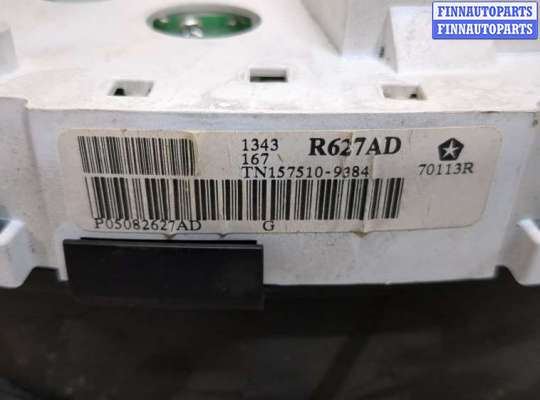 FINNAUTOPARTS
FINNAUTOPARTS
1343
167
R627AD
TN157510-9384
70113R
P05082627AD
G